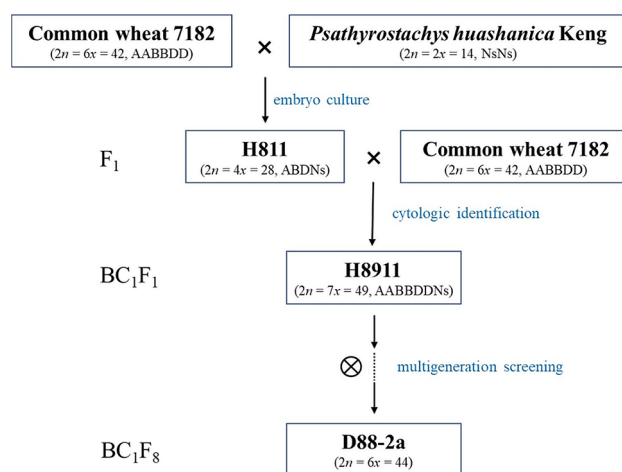 Common wheat 7182
(2n = 6x = 42, AABBDD)
×
Psathyrostachys huashanica Keng
(2n = 2x = 14, NsNs)
embryo culture
F₁
H811
(2n = 4x = 28, ABDNs)
×
Common wheat 7182
(2n = 6x = 42, AABBDD)
cytologic identification
BC₁F₁
H8911
(2n = 7x = 49, AABBDDNs)
multigeneration screening
BC₁F₈
D88-2a
(2n = 6x = 44)